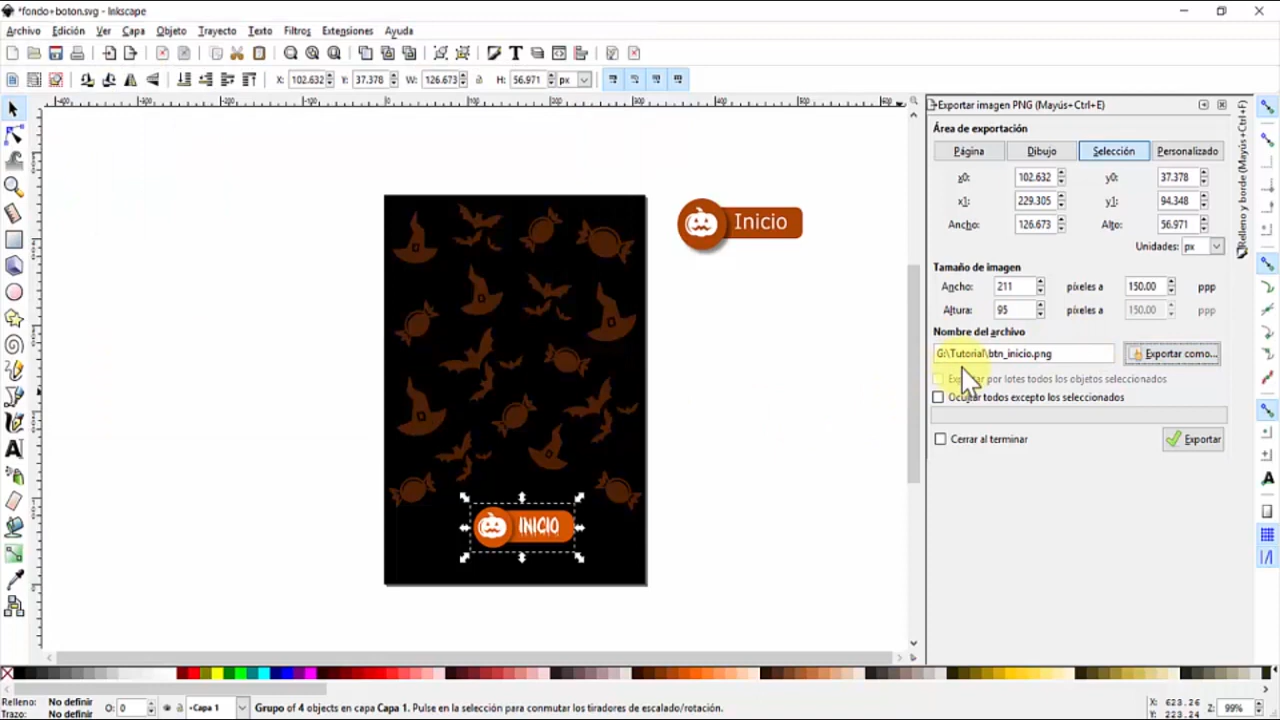 *fondo+boton.svg - Inkscape
Archivo Edición Ver Capa Objeto Trayecto Texto Filtros Extensiones Ayuda
X: 102.632 Y: 37.378 W: 126.673 H: 56.971 px
Exportar imagen PNG (Mayús+Ctrl+E)
Relleno y borde (Mayús+Ctrl+F)
Área de exportación
Página Dibujo Selección Personalizado
x0: 102.632 y0: 37.378
x1: 229.305 y1: 94.348
Ancho: 126.673 Alto: 56.971
Unidades: px
Tamaño de imagen
Ancho: 211 píxeles a 150.00 ppp
Altura: 95 píxeles a 150.00 ppp
Nombre del archivo
G:\Tutorial\btn_inicio.png Exportar como...
Exportar por lotes todos los objetos seleccionados
Ocultar todos excepto los seleccionados
Cerrar al terminar Exportar
Inicio
INICIO
Relleno: No definir
Trazo: No definir
O: 0
Capa 1
Grupo of 4 objects en capa Capa 1. Pulse en la selección para conmutar los tiradores de escalado/rotación.
X: 623.26
Y: 223.24
Z: 99%